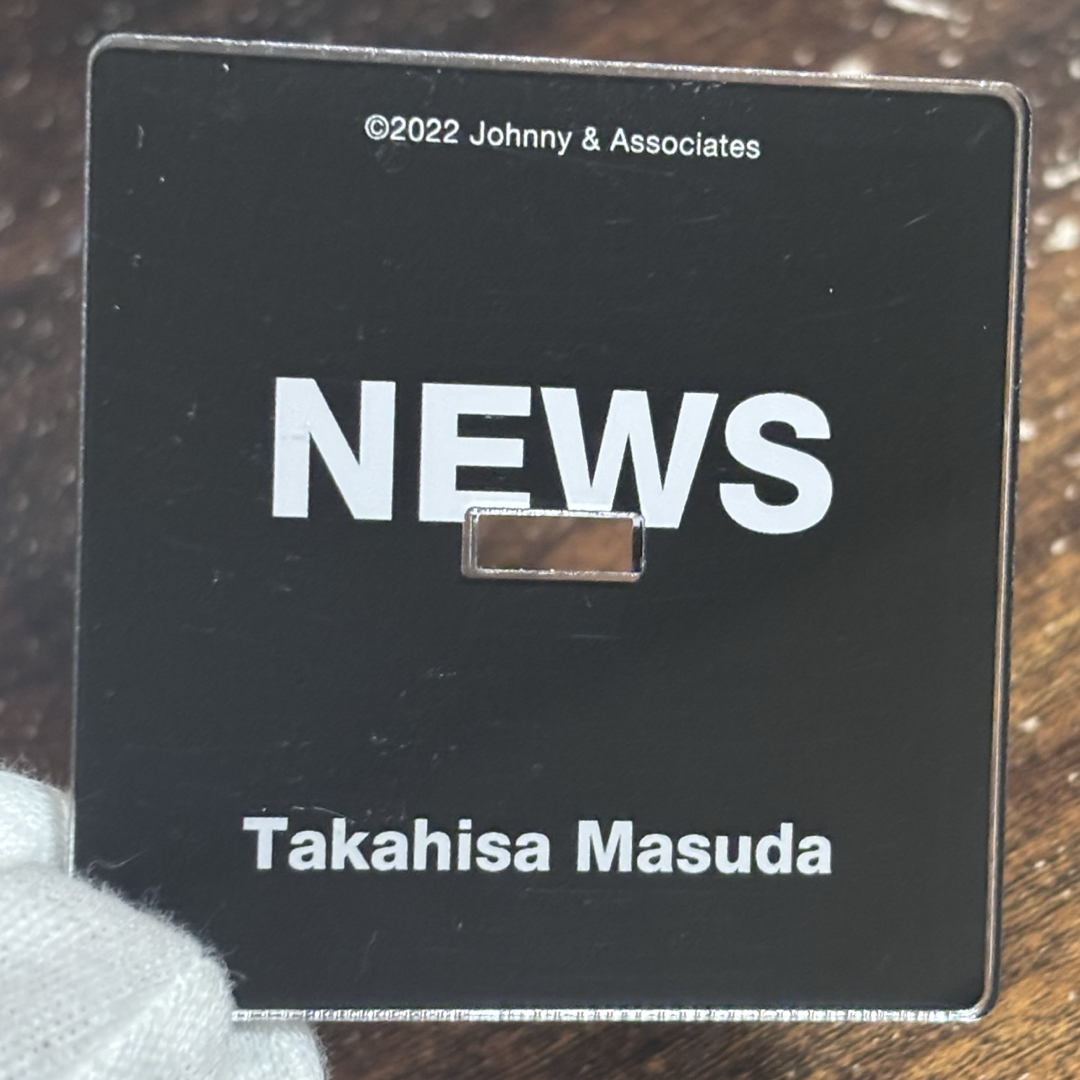 ©2022 Johnny & Associates
NEWS
Takahisa Masuda